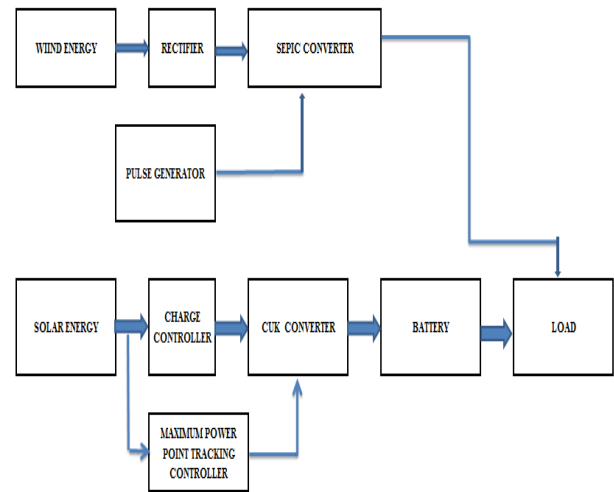 WIIND ENERGY
RECTIFIER
SEPIC CONVERTER
PULSE GENERATOR
SOLAR ENERGY
CHARGE
CONTROLLER
CUK CONVERTER
BATTERY
LOAD
MAXIMUM POWER
POINT TRACKING
CONTROLLER